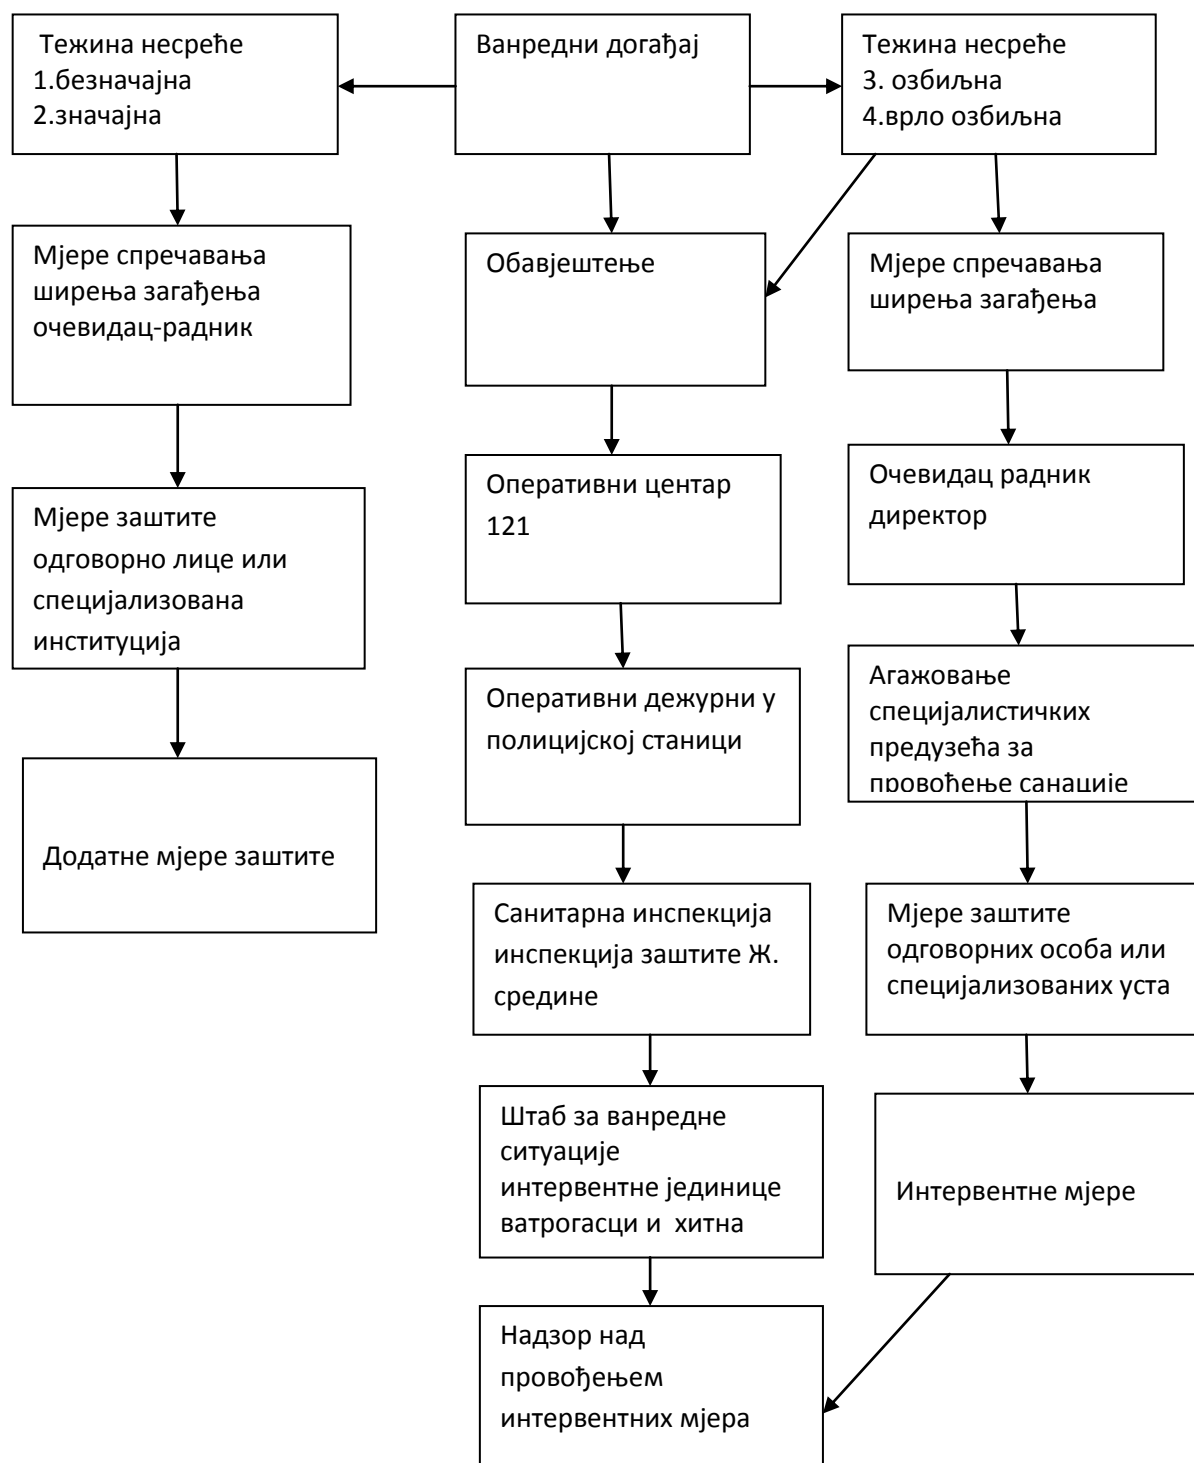 Тежина несреће
1.безначајна
2.значајна
Ванредни догађај
Тежина несреће
3. озбиљна
4.врло озбиљна
Мјере спречавања
ширења загађења
очевидац-радник
Обавјештење
Мјере спречавања
ширења загађења
Мјере заштите
одговорно лице или
специјализована
институција
Оперативни центар
121
Очевидац радник
директор
Додатне мјере заштите
Оперативни дежурни у
полицијској станици
Агажовање
специјалистичких
предузећа за
провођење санације
Санитарна инспекција
инспекција заштите Ж.
средине
Мјере заштите
одговорних особа или
специјализованих уста
Штаб за ванредне
ситуације
интервентне јединице
ватрогасци и  хитна
Интервентне мјере
Надзор над
провођењем
интервентних мјера